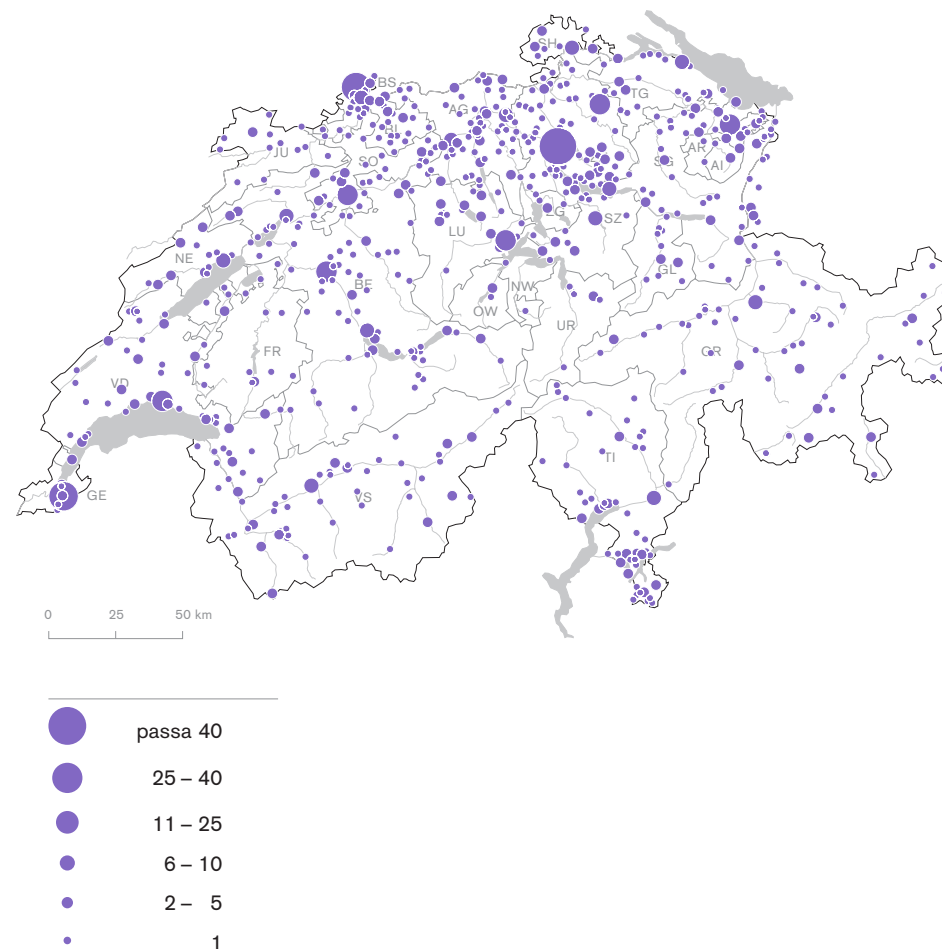 SH
BS
TG
AG
BL
AR
JU
SO
SG
AI
ZG
SZ
LU
NE
GL
BE
NW
OW
UR
FR
GR
VD
TI
GE
VS
0 25 50 km
passa 40
25 – 40
11 – 25
6 – 10
2 – 5
1